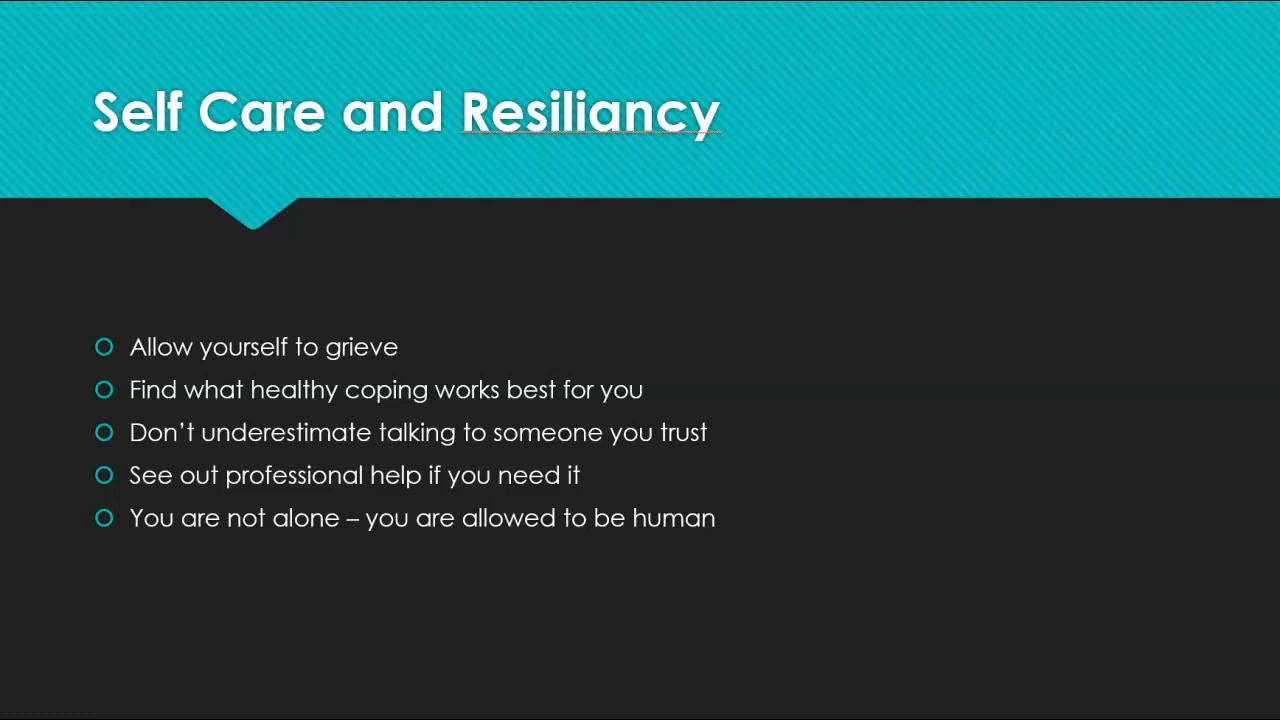 Self Care and Resiliancy
Allow yourself to grieve
Find what healthy coping works best for you
Don’t underestimate talking to someone you trust
See out professional help if you need it
You are not alone – you are allowed to be human